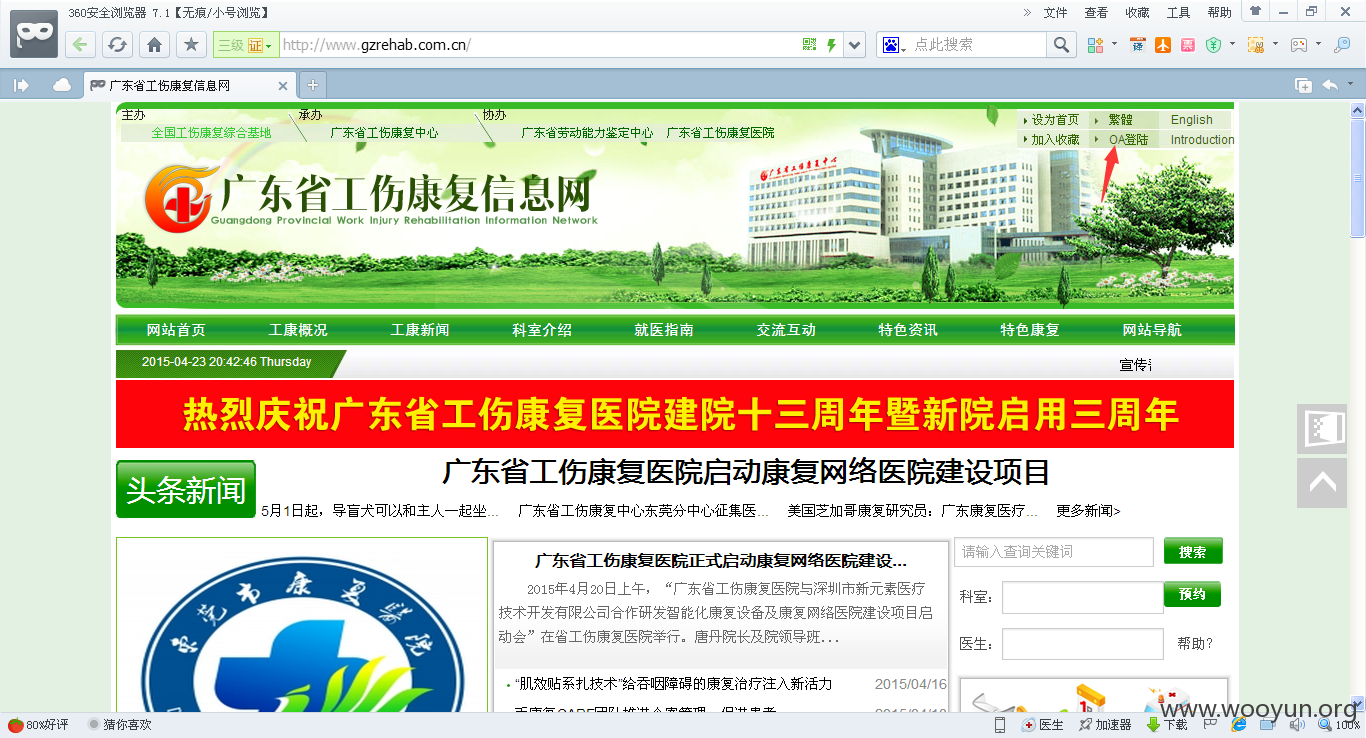 360安全浏览器 7.1【无痕/小号浏览】
» 文件 查看 收藏 工具 帮助
三级 证 http://www.gzrehab.com.cn/ 点此搜索
广东省工伤康复信息网
主办 承办 协办
全国工伤康复综合基地 广东省工伤康复中心 广东省劳动能力鉴定中心 广东省工伤康复医院
设为首页 繁體 English
加入收藏 OA登陆 Introduction
广东省工伤康复中心
广东省工伤康复信息网
Guangdong Provincial Work Injury Rehabilitation Information Network
网站首页 工康概况 工康新闻 科室介绍 就医指南 交流互动 特色资讯 特色康复 网站导航
2015-04-23 20:42:46 Thursday 宣传
热烈庆祝广东省工伤康复医院建院十三周年暨新院启用三周年
头条新闻
广东省工伤康复医院启动康复网络医院建设项目
5月1日起，导盲犬可以和主人一起坐... 广东省工伤康复中心东莞分中心征集医... 美国芝加哥康复研究员：广东康复医疗... 更多新闻>
东莞市康复医院
广东省工伤康复医院正式启动康复网络医院建设...
2015年4月20日上午，“广东省工伤康复医院与深圳市新元素医疗
技术开发有限公司合作研发智能化康复设备及康复网络医院建设项目启
动会”在省工伤康复医院举行。唐丹院长及院领导班...
“肌效贴系扎技术”给吞咽障碍的康复治疗注入新活力 2015/04/16
请输入查询关键词 搜索
科室： 预约
医生： 帮助?
www.wooyun.org
80%好评 猜你喜欢 医生 加速器 下载 100%